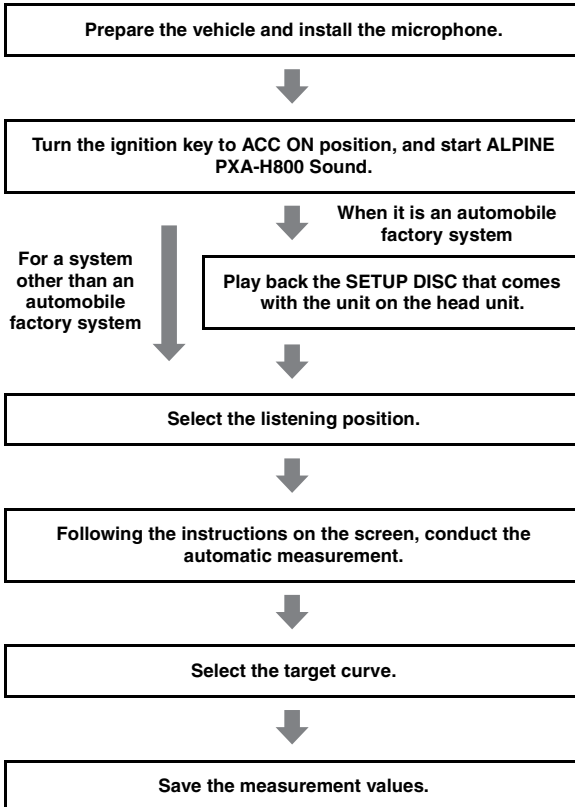 Prepare the vehicle and install the microphone.
Turn the ignition key to ACC ON position, and start ALPINE
PXA-H800 Sound.
When it is an automobile
factory system
For a system
other than an
automobile
factory system
Play back the SETUP DISC that comes
with the unit on the head unit.
Select the listening position.
Following the instructions on the screen, conduct the
automatic measurement.
Select the target curve.
Save the measurement values.